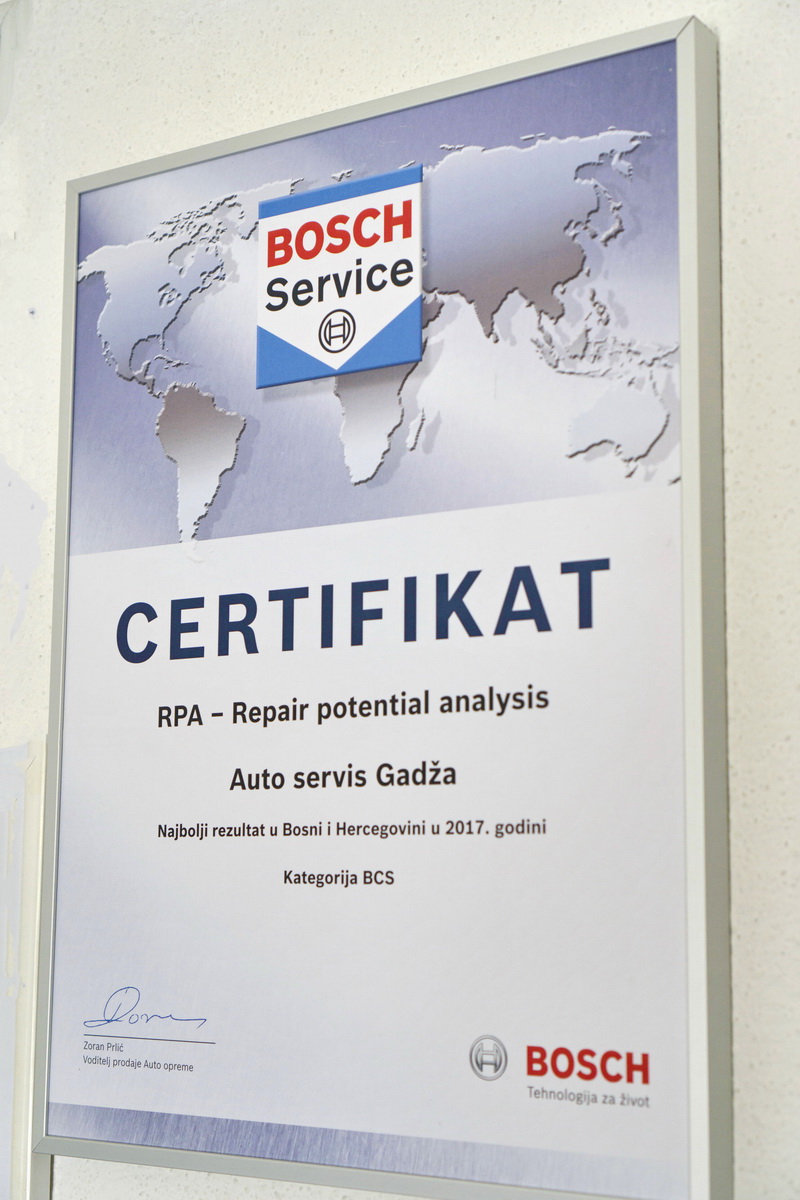 BOSCH
Service
CERTIFIKAT
RPA – Repair potential analysis
Auto servis Gadža
Najbolji rezultat u Bosni i Hercegovini u 2017. godini
Kategorija BCS
Zoran Prlić
Voditelj prodaje Auto opreme
BOSCH
Tehnologija za život